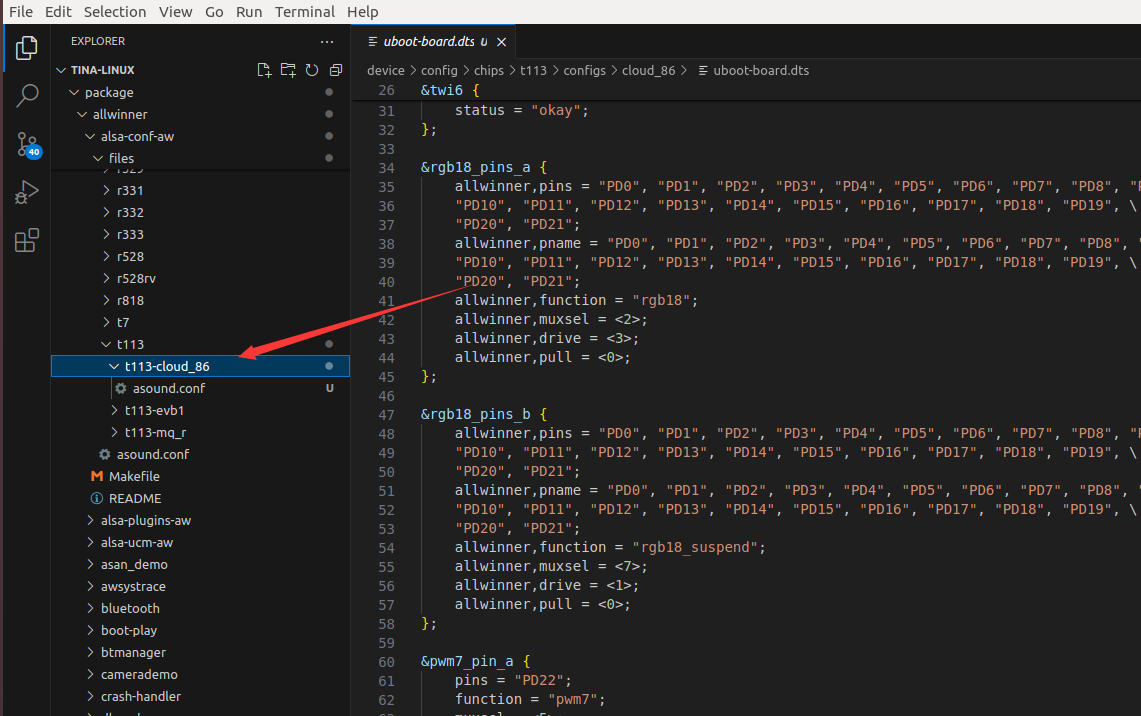 File Edit Selection View Go Run Terminal Help
EXPLORER
TINA-LINUX
package
allwinner
alsa-conf-aw
files
r329
r331
r332
r333
r528
r528rv
r818
t7
t113
t113-cloud_86
asound.conf U
t113-evb1
t113-mq_r
asound.conf
Makefile
README
alsa-plugins-aw
alsa-ucm-aw
asan_demo
awsystrace
bluetooth
boot-play
btmanager
camerademo
crash-handler
40
uboot-board.dts U
device > config > chips > t113 > configs > cloud_86 > uboot-board.dts
26 &twi6 {
31 status = "okay";
32 };
33
34 &rgb18_pins_a {
35 allwinner,pins = "PD0", "PD1", "PD2", "PD3", "PD4", "PD5", "PD6", "PD7", "PD8",
36 "PD10", "PD11", "PD12", "PD13", "PD14", "PD15", "PD16", "PD17", "PD18", "PD19", \
37 "PD20", "PD21";
38 allwinner,pname = "PD0", "PD1", "PD2", "PD3", "PD4", "PD5", "PD6", "PD7", "PD8",
39 "PD10", "PD11", "PD12", "PD13", "PD14", "PD15", "PD16", "PD17", "PD18", "PD19", \
40 "PD20", "PD21";
41 allwinner,function = "rgb18";
42 allwinner,muxsel = <2>;
43 allwinner,drive = <3>;
44 allwinner,pull = <0>;
45 };
46
47 &rgb18_pins_b {
48 allwinner,pins = "PD0", "PD1", "PD2", "PD3", "PD4", "PD5", "PD6", "PD7", "PD8",
49 "PD10", "PD11", "PD12", "PD13", "PD14", "PD15", "PD16", "PD17", "PD18", "PD19", \
50 "PD20", "PD21";
51 allwinner,pname = "PD0", "PD1", "PD2", "PD3", "PD4", "PD5", "PD6", "PD7", "PD8",
52 "PD10", "PD11", "PD12", "PD13", "PD14", "PD15", "PD16", "PD17", "PD18", "PD19", \
53 "PD20", "PD21";
54 allwinner,function = "rgb18_suspend";
55 allwinner,muxsel = <7>;
56 allwinner,drive = <1>;
57 allwinner,pull = <0>;
58 };
59
60 &pwm7_pin_a {
61 pins = "PD22";
62 function = "pwm7";